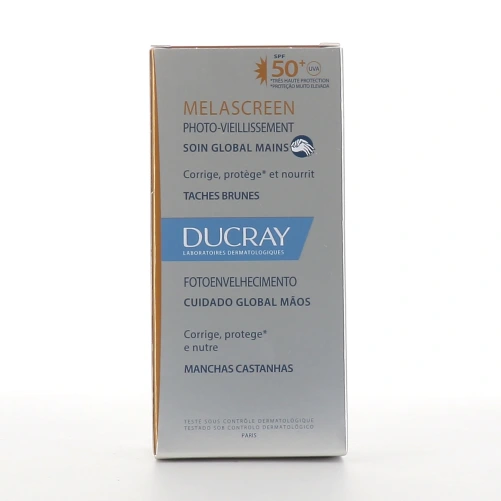 SPF
50+ UVA
*TRÈS HAUTE PROTECTION
*PROTEÇÃO MUITO ELEVADA
MELASCREEN
PHOTO-VIEILLISSEMENT
SOIN GLOBAL MAINS
Corrige, protège* et nourrit
TACHES BRUNES
DUCRAY
LABORATOIRES DERMATOLOGIQUES
FOTOENVELHECIMENTO
CUIDADO GLOBAL MÃOS
Corrige, protege*
e nutre
MANCHAS CASTANHAS
TESTÉ SOUS CONTRÔLE DERMATOLOGIQUE
TESTADO SOB CONTROLO DERMATOLÓGICO
PARIS